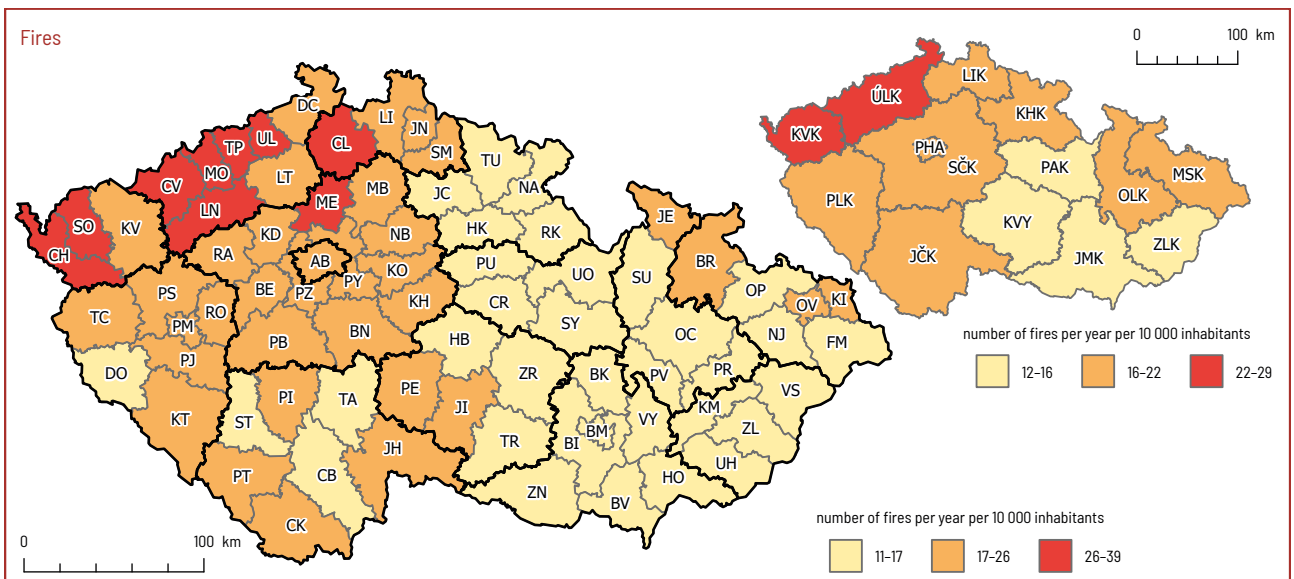 Fires
0 100 km
LIK
ÚLK
KHK
KVK
PHA
SČK
PAK
MSK
PLK
OLK
KVY
ZLK
JČK
JMK
number of fires per year per 10 000 inhabitants
12–16 16–22 22–29
DC
LI
JN
UL
TP
CL
SM
TU
MO
CV
LT
MB
NA
JC
LN
ME
SO
KV
KD
NB
HK
RK
JE
CH
RA
AB
KO
PU
UO
SU
BR
PS
BE
PZ
PY
KH
CR
OP
OV
KI
TC
RO
PM
PB
BN
SY
OC
NJ
FM
PJ
HB
DO
ZR
BK
PV
PR
VS
KT
ST
PI
TA
PE
JI
KM
VY
BM
BI
ZL
TR
JH
UH
PT
CB
HO
ZN
BV
CK
number of fires per year per 10 000 inhabitants
11–17 17–26 26–39
0 100 km